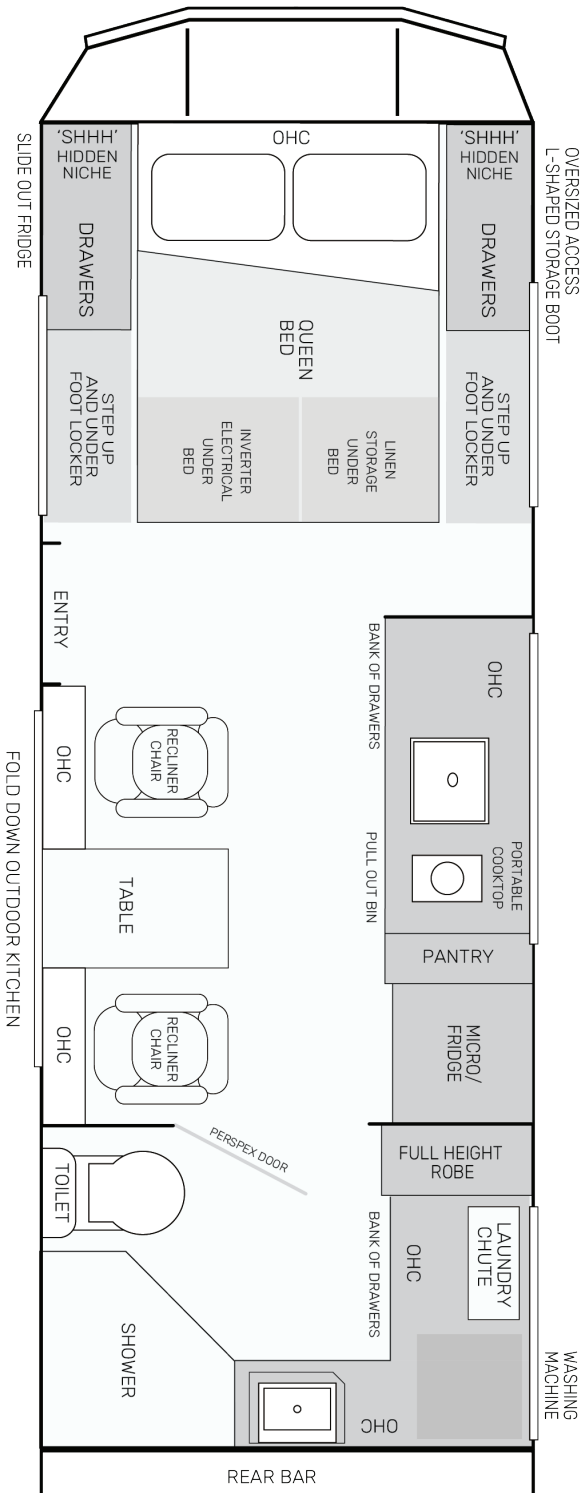 'SHHH'
HIDDEN
NICHE
OHC
'SHHH'
HIDDEN
NICHE
SLIDE OUT FRIDGE
OVERSIZED ACCESS
L-SHAPED STORAGE BOOT
DRAWERS
DRAWERS
QUEEN
BED
STEP UP
AND UNDER
FOOT LOCKER
INVERTER
ELECTRICAL
UNDER
BED
LINEN
STORAGE
UNDER
BED
STEP UP
AND UNDER
FOOT LOCKER
ENTRY
BANK OF DRAWERS
OHC
OHC
RECLINER
CHAIR
FOLD DOWN OUTDOOR KITCHEN
TABLE
PULL OUT BIN
PORTABLE
COOKTOP
PANTRY
OHC
RECLINER
CHAIR
MICRO/
FRIDGE
PERSPEX DOOR
FULL HEIGHT
ROBE
TOILET
BANK OF DRAWERS
OHC
LAUNDRY
CHUTE
SHOWER
WASHING
MACHINE
OHC
REAR BAR